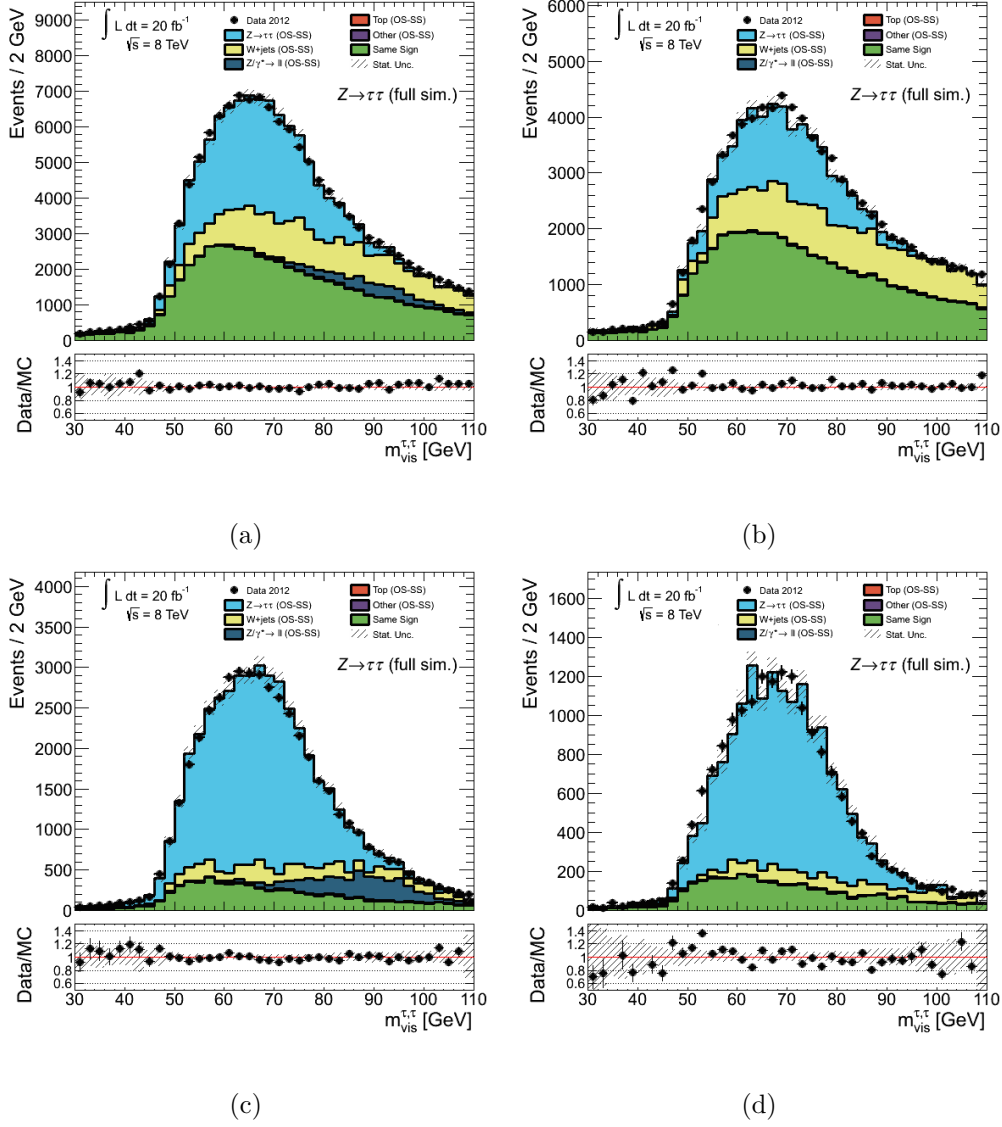 ∫ L dt = 20 fb⁻¹
√s = 8 TeV
Data 2012
Z→ττ (OS-SS)
W+jets (OS-SS)
Z/γ*→ ll (OS-SS)
Top (OS-SS)
Other (OS-SS)
Same Sign
Stat. Unc.
Z→ττ (full sim.)
Events / 2 GeV
9000
8000
7000
6000
5000
4000
3000
2000
1000
0
Data/MC
1.4
1.2
1
0.8
0.6
30 40 50 60 70 80 90 100 110
m_vis^τ,τ [GeV]
(a)
∫ L dt = 20 fb⁻¹
√s = 8 TeV
Data 2012
Z→ττ (OS-SS)
W+jets (OS-SS)
Z/γ*→ ll (OS-SS)
Top (OS-SS)
Other (OS-SS)
Same Sign
Stat. Unc.
Z→ττ (full sim.)
Events / 2 GeV
6000
5000
4000
3000
2000
1000
0
Data/MC
1.4
1.2
1
0.8
0.6
30 40 50 60 70 80 90 100 110
m_vis^τ,τ [GeV]
(b)
∫ L dt = 20 fb⁻¹
√s = 8 TeV
Data 2012
Z→ττ (OS-SS)
W+jets (OS-SS)
Z/γ*→ ll (OS-SS)
Top (OS-SS)
Other (OS-SS)
Same Sign
Stat. Unc.
Z→ττ (full sim.)
Events / 2 GeV
4000
3500
3000
2500
2000
1500
1000
500
0
Data/MC
1.4
1.2
1
0.8
0.6
30 40 50 60 70 80 90 100 110
m_vis^τ,τ [GeV]
(c)
∫ L dt = 20 fb⁻¹
√s = 8 TeV
Data 2012
Z→ττ (OS-SS)
W+jets (OS-SS)
Z/γ*→ ll (OS-SS)
Top (OS-SS)
Other (OS-SS)
Same Sign
Stat. Unc.
Z→ττ (full sim.)
Events / 2 GeV
1600
1400
1200
1000
800
600
400
200
0
Data/MC
1.4
1.2
1
0.8
0.6
30 40 50 60 70 80 90 100 110
m_vis^τ,τ [GeV]
(d)